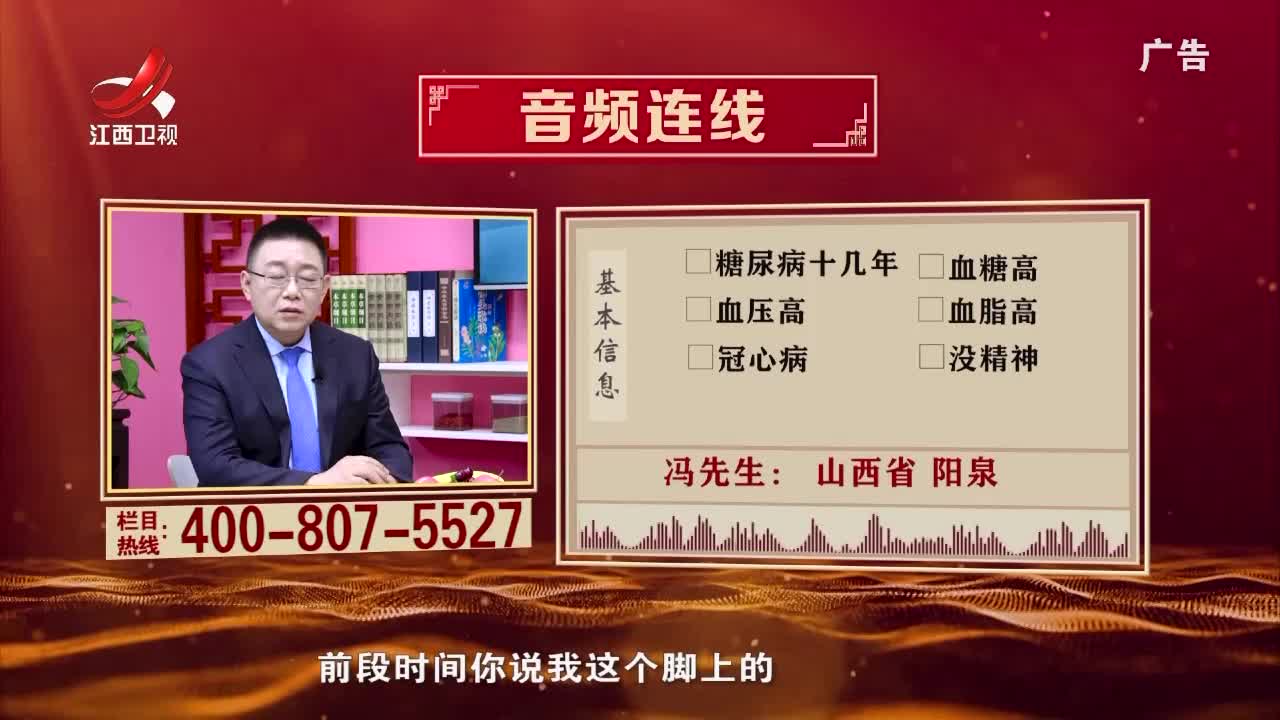 广告
江西卫视
音频连线
基本信息
糖尿病十几年 血糖高
血压高 血脂高
冠心病 没精神
冯先生： 山西省 阳泉
栏目热线：400-807-5527
前段时间你说我这个脚上的